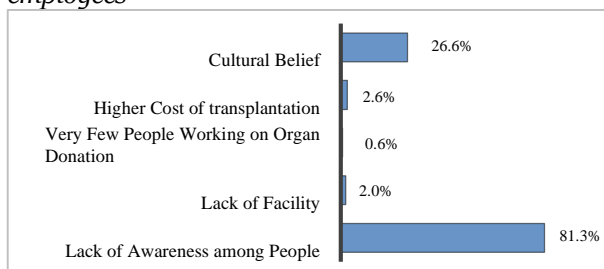 employees
Cultural Belief 26.6%
Higher Cost of transplantation 2.6%
Very Few People Working on Organ
Donation 0.6%
Lack of Facility 2.0%
Lack of Awareness among People 81.3%